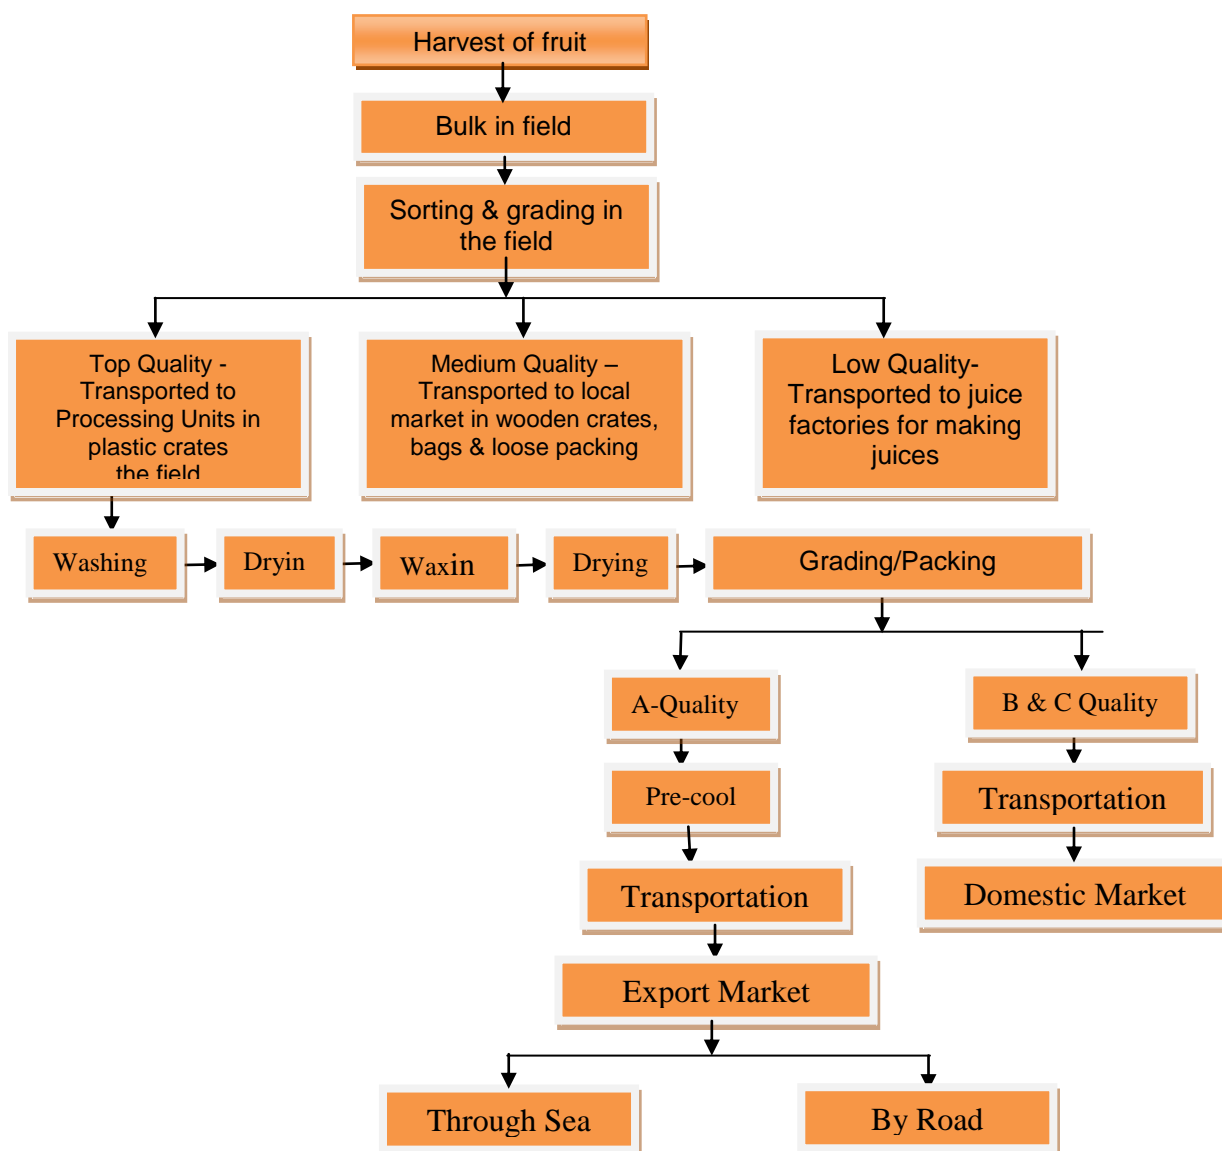 Harvest of fruit
Bulk in field
Sorting & grading in
the field
Top Quality -
Transported to
Processing Units in
plastic crates
the field
Medium Quality –
Transported to local
market in wooden crates,
bags & loose packing
Low Quality-
Transported to juice
factories for making
juices
Washing
Dryin
Waxin
Drying
Grading/Packing
A-Quality
B & C Quality
Pre-cool
Transportation
Transportation
Domestic Market
Export Market
Through Sea
By Road